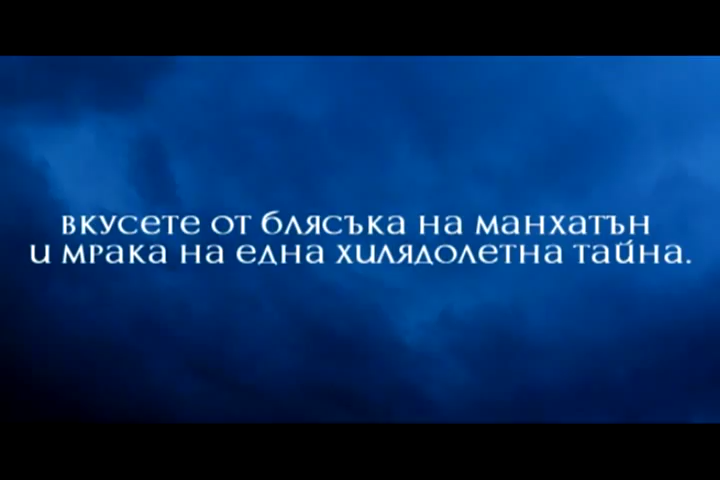 вкусете от блясъка на манхатън
и мрака на една хилядолетна тайна.